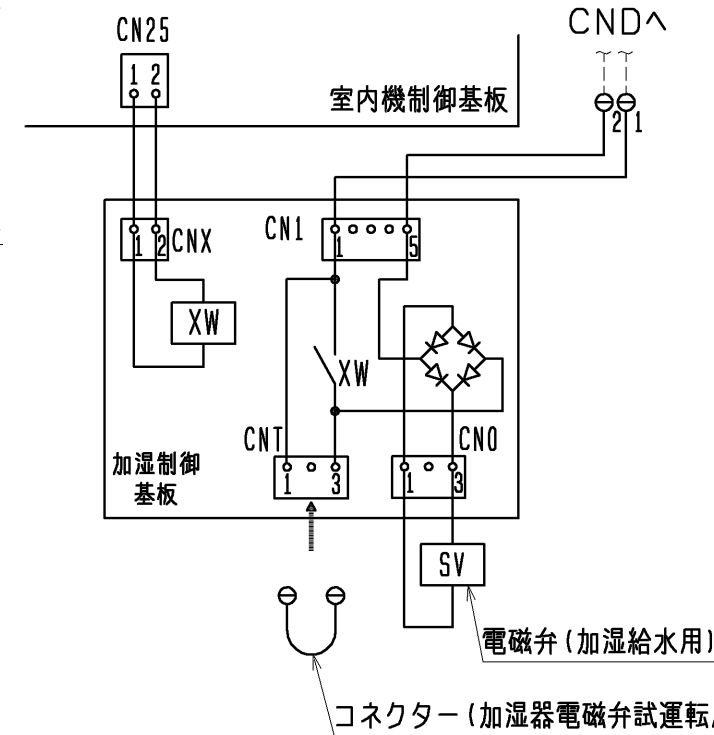 CN25
CNDへ
1 2
室内機制御基板
2 1
CNX
1 2
CN1
1 5
XW
XW
加湿制御
基板
CNT
1 3
CNO
1 3
SV
電磁弁(加湿給水用)
コネクター(加湿器電磁弁試運転